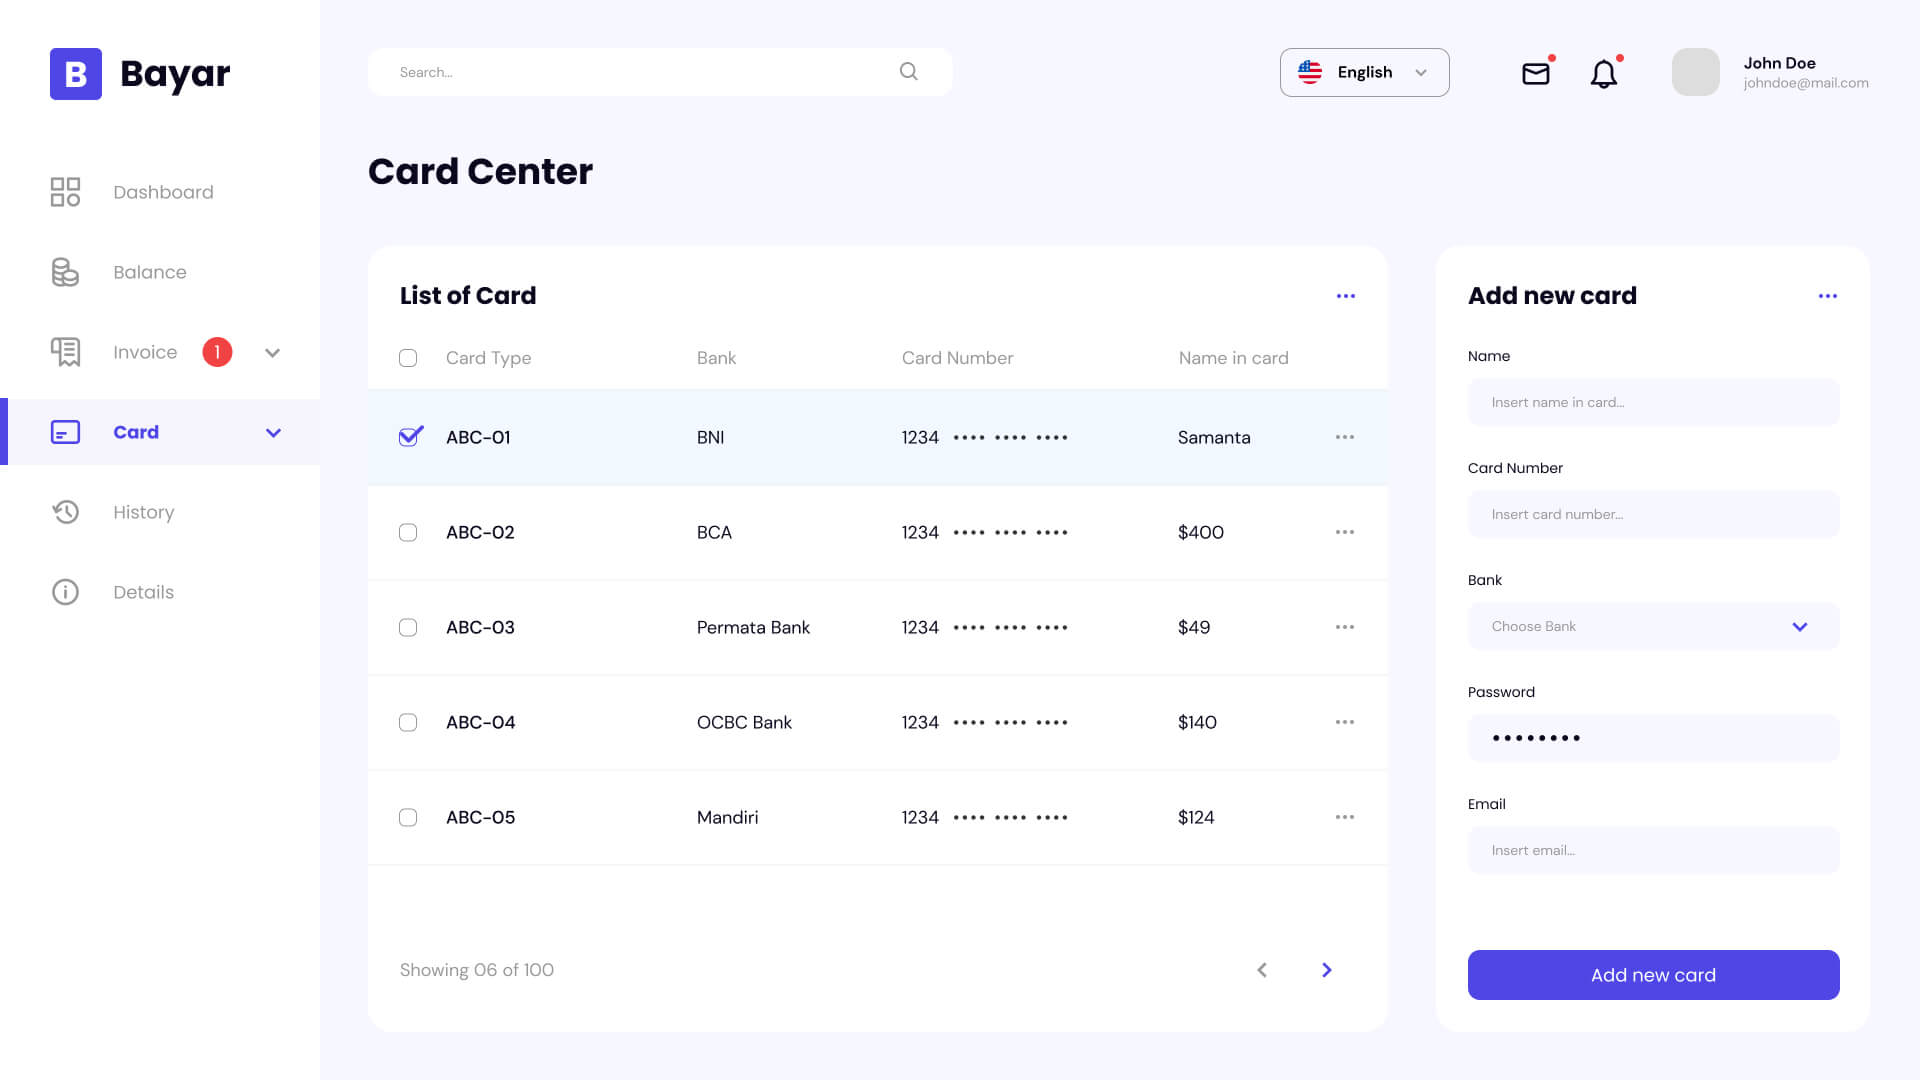 B Bayar
Search...
English
John Doe
johndoe@mail.com
Dashboard
Balance
Invoice 1
Card
History
Details
Card Center
List of Card
Card Type Bank Card Number Name in card
ABC-01 BNI 1234 •••• •••• •••• Samanta
ABC-02 BCA 1234 •••• •••• •••• $400
ABC-03 Permata Bank 1234 •••• •••• •••• $49
ABC-04 OCBC Bank 1234 •••• •••• •••• $140
ABC-05 Mandiri 1234 •••• •••• •••• $124
Showing 06 of 100
Add new card
Name
Insert name in card...
Card Number
Insert card number...
Bank
Choose Bank
Password
••••••••
Email
Insert email...
Add new card